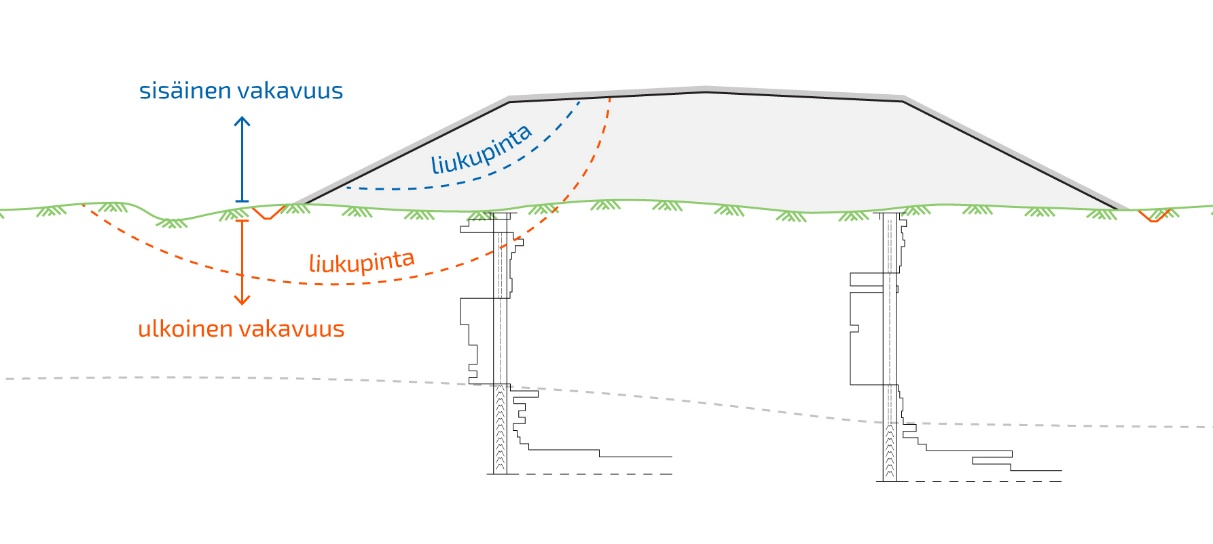 sisäinen vakavuus
liukupinta
liukupinta
ulkoinen vakavuus